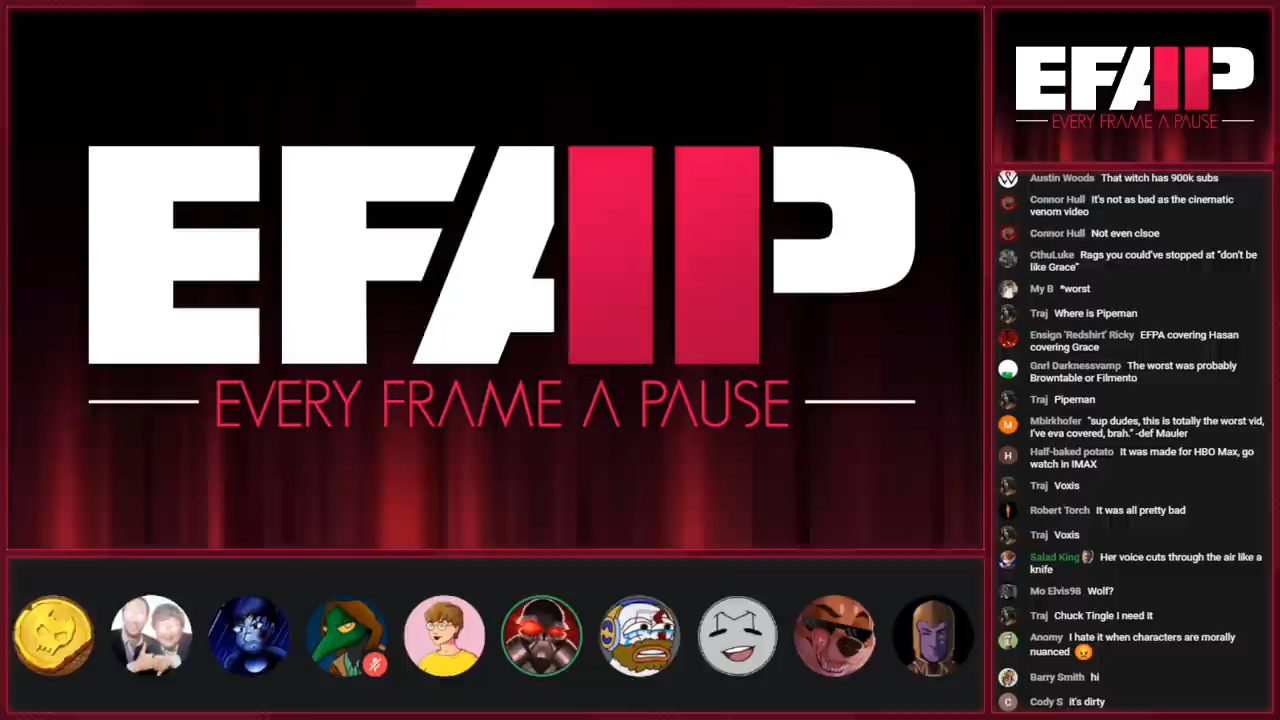 EFAP
EVERY FRAME A PAUSE
EFAP
EVERY FRAME A PAUSE
Austin Woods That witch has 900k subs
Connor Hull It's not as bad as the cinematic
venom video
Connor Hull Not even clsoe
CthuLuke Rags you could've stopped at "don't be
like Grace"
My B *worst
Traj Where is Pipeman
Ensign 'Redshirt' Ricky EFPA covering Hasan
covering Grace
Gnrl Darknessvamp The worst was probably
Browntable or Filmento
Traj Pipeman
M
Mbirkhofer "sup dudes, this is totally the worst vid,
I've eva covered, brah." -def Mauler
H
Half-baked potato It was made for HBO Max, go
watch in IMAX
Traj Voxis
Robert Torch It was all pretty bad
Traj Voxis
Salad King Her voice cuts through the air like a
knife
Mo Elvis98 Wolf?
Traj Chuck Tingle I need it
Anomy I hate it when characters are morally
nuanced 😡
Barry Smith hi
C
Cody S it's dirty